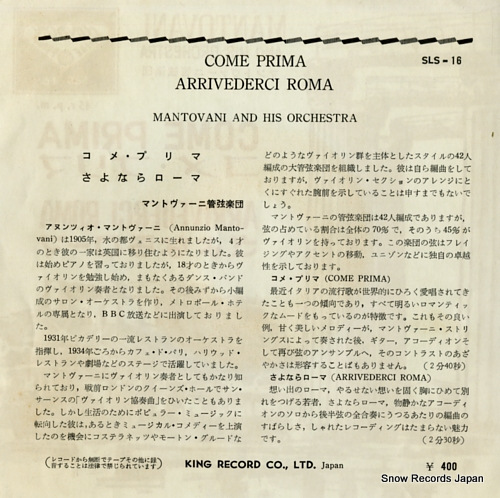 COME PRIMA
ARRIVEDERCI ROMA
SLS-16
MANTOVANI AND HIS ORCHESTRA
コメ・プリマ
さよならローマ
マントヴァーニ管弦楽団
アヌンツィオ・マントヴァーニ (Annunzio Manto-
vani) は1905年，水の都ヴェニスに生れましたが，4才
のとき彼の一家は英国に移り住むようになりました。彼
は始めピアノを習っておりましたが，18才のときからヴ
ァイオリンを勉強し始め，まもなくあるダンス・バンド
のヴァイオリン奏者となりました。その後みずから小編
成のサロン・オーケストラを作り，メトロポール・ホテ
ルの専属となり，ＢＢＣ放送などに出演しておりまし
た。
1931年ピカデリーの一流レストランのオーケストラを
指揮し，1934年ごろからカフェ・ド・パリ，ハリウッド・
レストランや劇場などのステージで活躍していました。
マントヴァーニはヴァイオリン奏者としてもかなり知
られており，戦前ロンドンのクイーンズ・ホールでサン・
サーンスの「ヴァイオリン協奏曲」をひいたこともありま
した。しかし生活のためにポピュラー・ミュージックに
転向した彼は，あるときミュージカル・コメディーを上演
したのを機会にコステラネッツやモートン・グルードな
どのようなヴァイオリン群を主体としたスタイルの42人
編成の大管弦楽団を組織しました。彼は自ら編曲をして
おりますが，ヴァイオリン・セクションのアレンジにと
くにすぐれた腕前を示していることは申すまでもないで
しょう。
マントヴァーニの管弦楽団は42人編成でありますが，
弦の占めている割合は全体の70％で，そのうち45％が
ヴァイオリンを持っております。この楽団の弦はフレイ
ジングやアクセントの移動，ユニゾンなどに独自の卓越
性を示しております。
コメ・プリマ (COME PRIMA)
最近イタリアの流行歌が世界的にひろく愛唱されてき
たことも一つの傾向であり，すべて明るいロマンティッ
クなムードをもっているのが特徴です。これもその良い
例，甘く美しいメロディーが，マントヴァーニ・ストリ
ングスによって奏された後，ギター，アコーディオンそ
して再び弦のアンサンブルへ，そのコントラストのあざ
やかさは形容することばもありません。 （2分40秒）
さよならローマ (ARRIVEDERCI ROMA)
想い出のローマ，やるせない想いを固く胸にひめて別
れをつげる若者，さよならローマ，物静かなアコーディ
オンのソロから後半弦の全合奏にうつるあたりの編曲の
すばらしさ，しゃれたレコーディングはたまらない魅力
です。 （2分30秒）
（レコードから無断でテープその他に録
音することは法律で禁じられています）
KING RECORD CO., LTD. Japan
￥ 400
Snow Records Japan